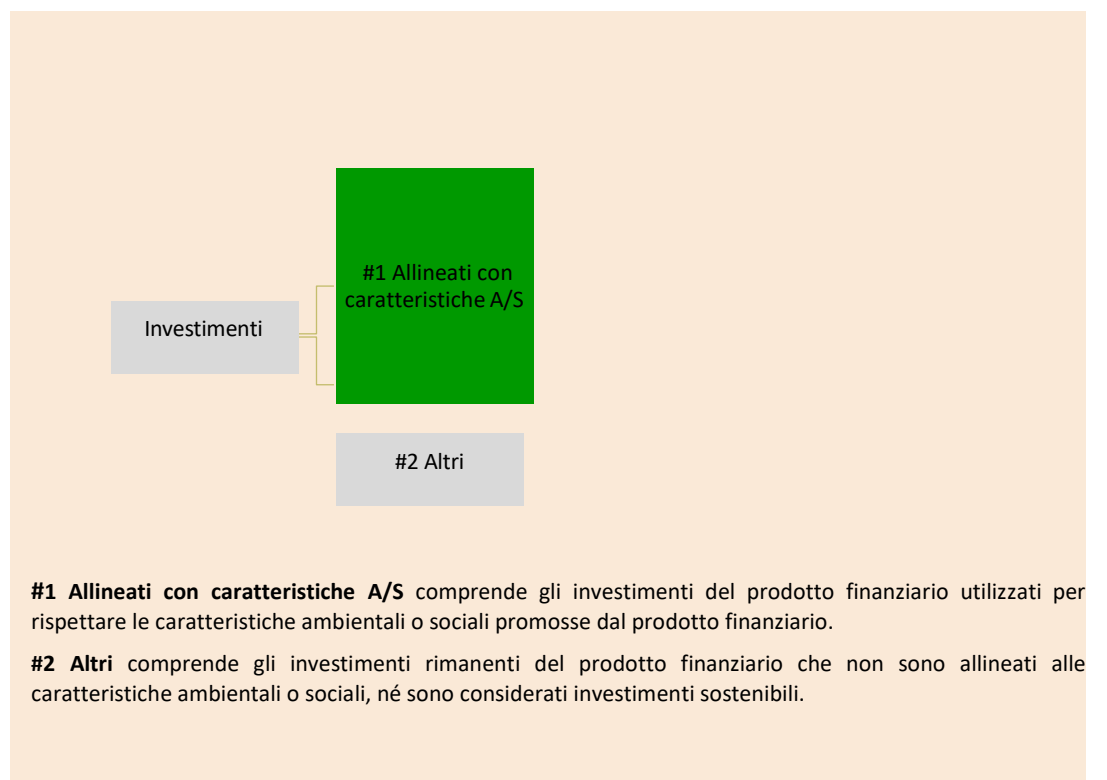 #1 Allineati con
caratteristiche A/S
Investimenti
#2 Altri
#1 Allineati con caratteristiche A/S comprende gli investimenti del prodotto finanziario utilizzati per
rispettare le caratteristiche ambientali o sociali promosse dal prodotto finanziario.
#2 Altri comprende gli investimenti rimanenti del prodotto finanziario che non sono allineati alle
caratteristiche ambientali o sociali, né sono considerati investimenti sostenibili.